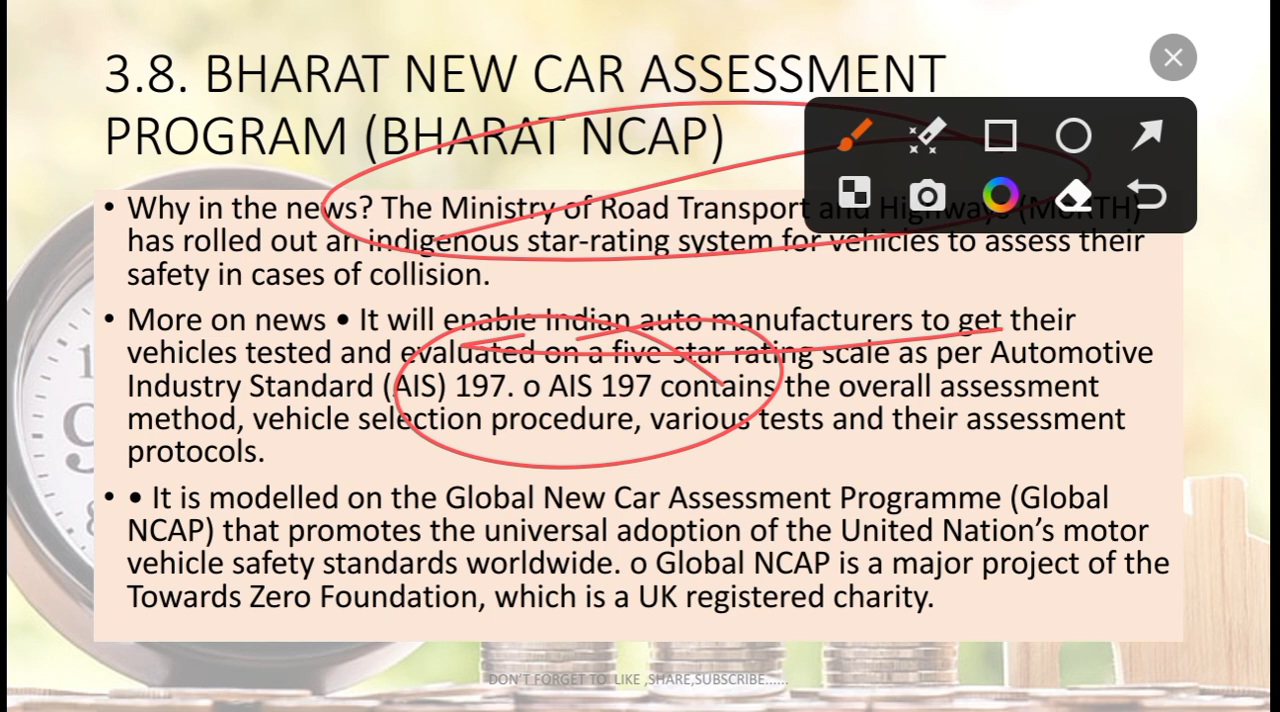 3.8. BHARAT NEW CAR ASSESSMENT
PROGRAM (BHARAT NCAP)
• Why in the news? The Ministry of Road Transport and Highways (MoRTH)
has rolled out an indigenous star-rating system for vehicles to assess their
safety in cases of collision.
• More on news • It will enable Indian auto manufacturers to get their
vehicles tested and evaluated on a five-star rating scale as per Automotive
Industry Standard (AIS) 197. o AIS 197 contains the overall assessment
method, vehicle selection procedure, various tests and their assessment
protocols.
• • It is modelled on the Global New Car Assessment Programme (Global
NCAP) that promotes the universal adoption of the United Nation’s motor
vehicle safety standards worldwide. o Global NCAP is a major project of the
Towards Zero Foundation, which is a UK registered charity.
DON’T FORGET TO LIKE ,SHARE,SUBSCRIBE......